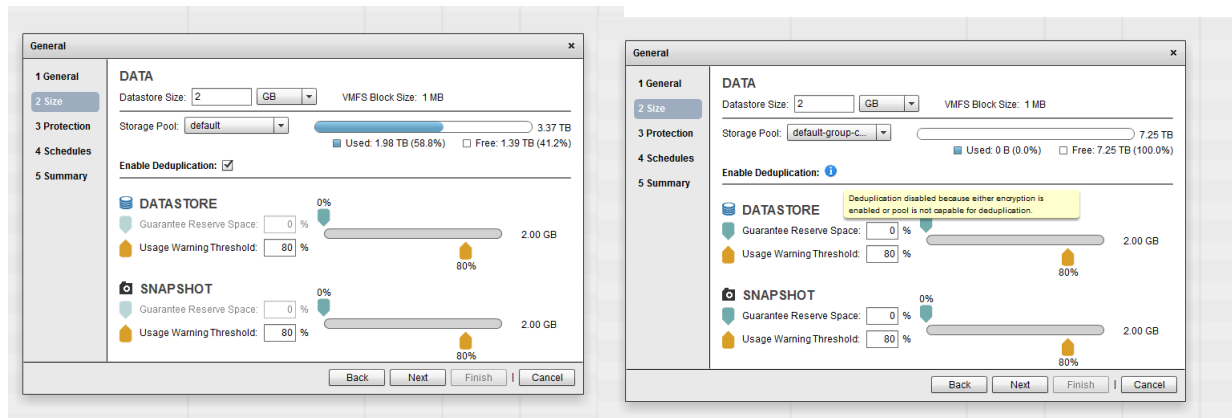 General ×
1 General
2 Size
3 Protection
4 Schedules
5 Summary
DATA
Datastore Size: 2 GB VMFS Block Size: 1 MB
Storage Pool: default 3.37 TB
Used: 1.98 TB (58.8%) Free: 1.39 TB (41.2%)
Enable Deduplication:
DATASTORE 0%
Guarantee Reserve Space: 0 %
2.00 GB
Usage Warning Threshold: 80 %
80%
SNAPSHOT 0%
Guarantee Reserve Space: 0 %
2.00 GB
Usage Warning Threshold: 80 %
80%
Back Next Finish | Cancel
General ×
1 General
2 Size
3 Protection
4 Schedules
5 Summary
DATA
Datastore Size: 2 GB VMFS Block Size: 1 MB
Storage Pool: default-group-c... 7.25 TB
Used: 0 B (0.0%) Free: 7.25 TB (100.0%)
Enable Deduplication:
Deduplication disabled because either encryption is
enabled or pool is not capable for deduplication.
DATASTORE
Guarantee Reserve Space: 0 %
2.00 GB
Usage Warning Threshold: 80 %
80%
SNAPSHOT 0%
Guarantee Reserve Space: 0 %
2.00 GB
Usage Warning Threshold: 80 %
80%
Back Next Finish | Cancel